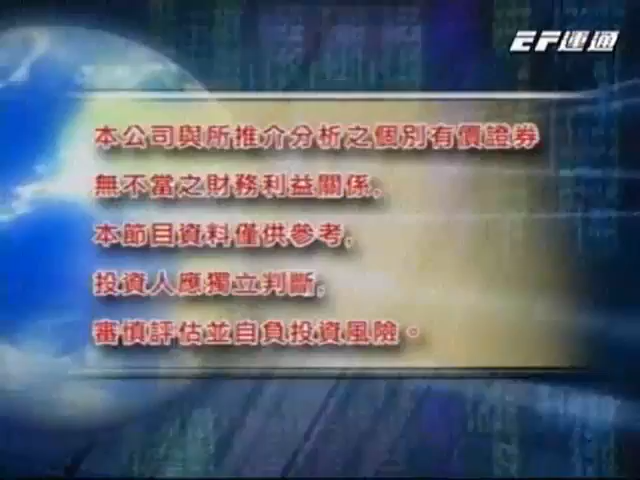 EF運通
本公司與所推介分析之個別有價證券
無不當之財務利益關係,
本節目資料僅供參考,
投資人應獨立判斷,
審慎評估並自負投資風險。